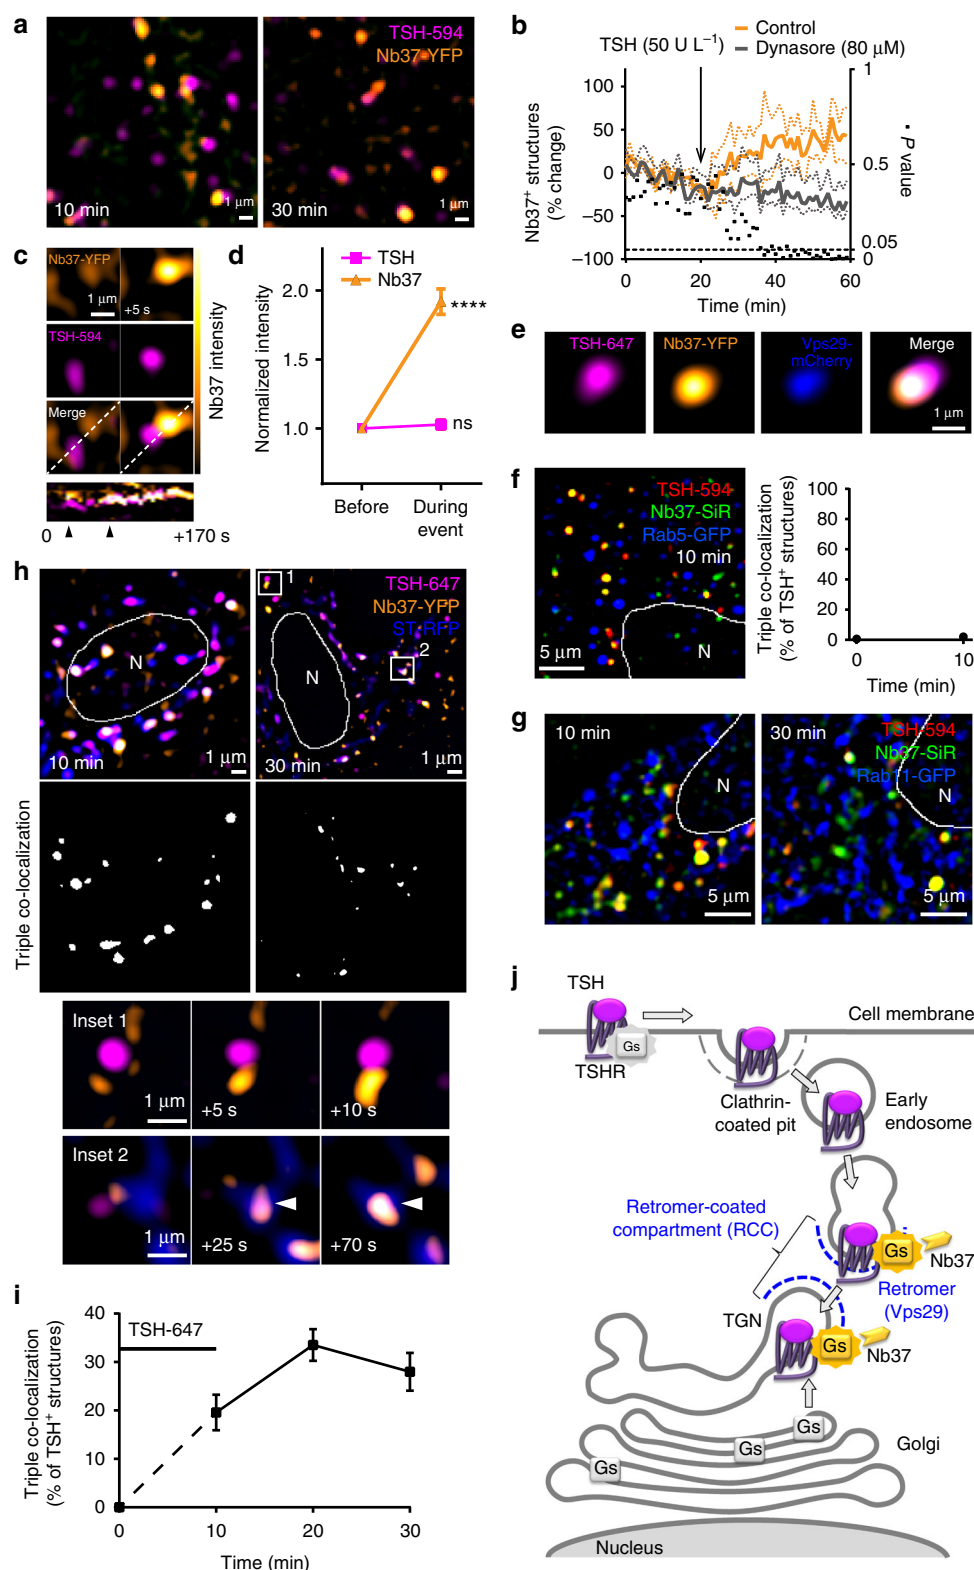 a
TSH-594
Nb37-YFP
10 min
1 μm
30 min
1 μm
b
TSH (50 U L⁻¹)
Control
Dynasore (80 μM)
Nb37⁺ structures
(% change)
100
50
0
−50
−100
1
0.5
0.05
0
P value
0
20
40
60
Time (min)
c
Nb37-YFP
1 μm
+5 s
TSH-594
Merge
Nb37 intensity
0
+170 s
d
TSH
Nb37
Normalized intensity
2.0
1.5
1.0
****
ns
Before
During
event
e
TSH-647
Nb37-YFP
Vps29-
mCherry
Merge
1 μm
f
TSH-594
Nb37-SiR
Rab5-GFP
10 min
N
5 μm
Triple co-localization
(% of TSH⁺ structures)
100
80
60
40
20
0
0
10
Time (min)
g
10 min
N
5 μm
30 min
TSH-594
Nb37-SiR
Rab11-GFP
N
5 μm
h
N
10 min
1 μm
1
TSH-647
Nb37-YFP
ST-RFP
2
N
30 min
1 μm
Triple co-localization
Inset 1
1 μm
+5 s
+10 s
Inset 2
1 μm
+25 s
+70 s
i
TSH-647
Triple co-localization
(% of TSH⁺ structures)
40
30
20
10
0
0
10
20
30
Time (min)
j
TSH
Cell membrane
Gs
TSHR
Clathrin-
coated pit
Early
endosome
Retromer-coated
compartment (RCC)
Gs
Nb37
Retromer
(Vps29)
TGN
Gs
Nb37
Gs
Gs
Gs
Golgi
Nucleus